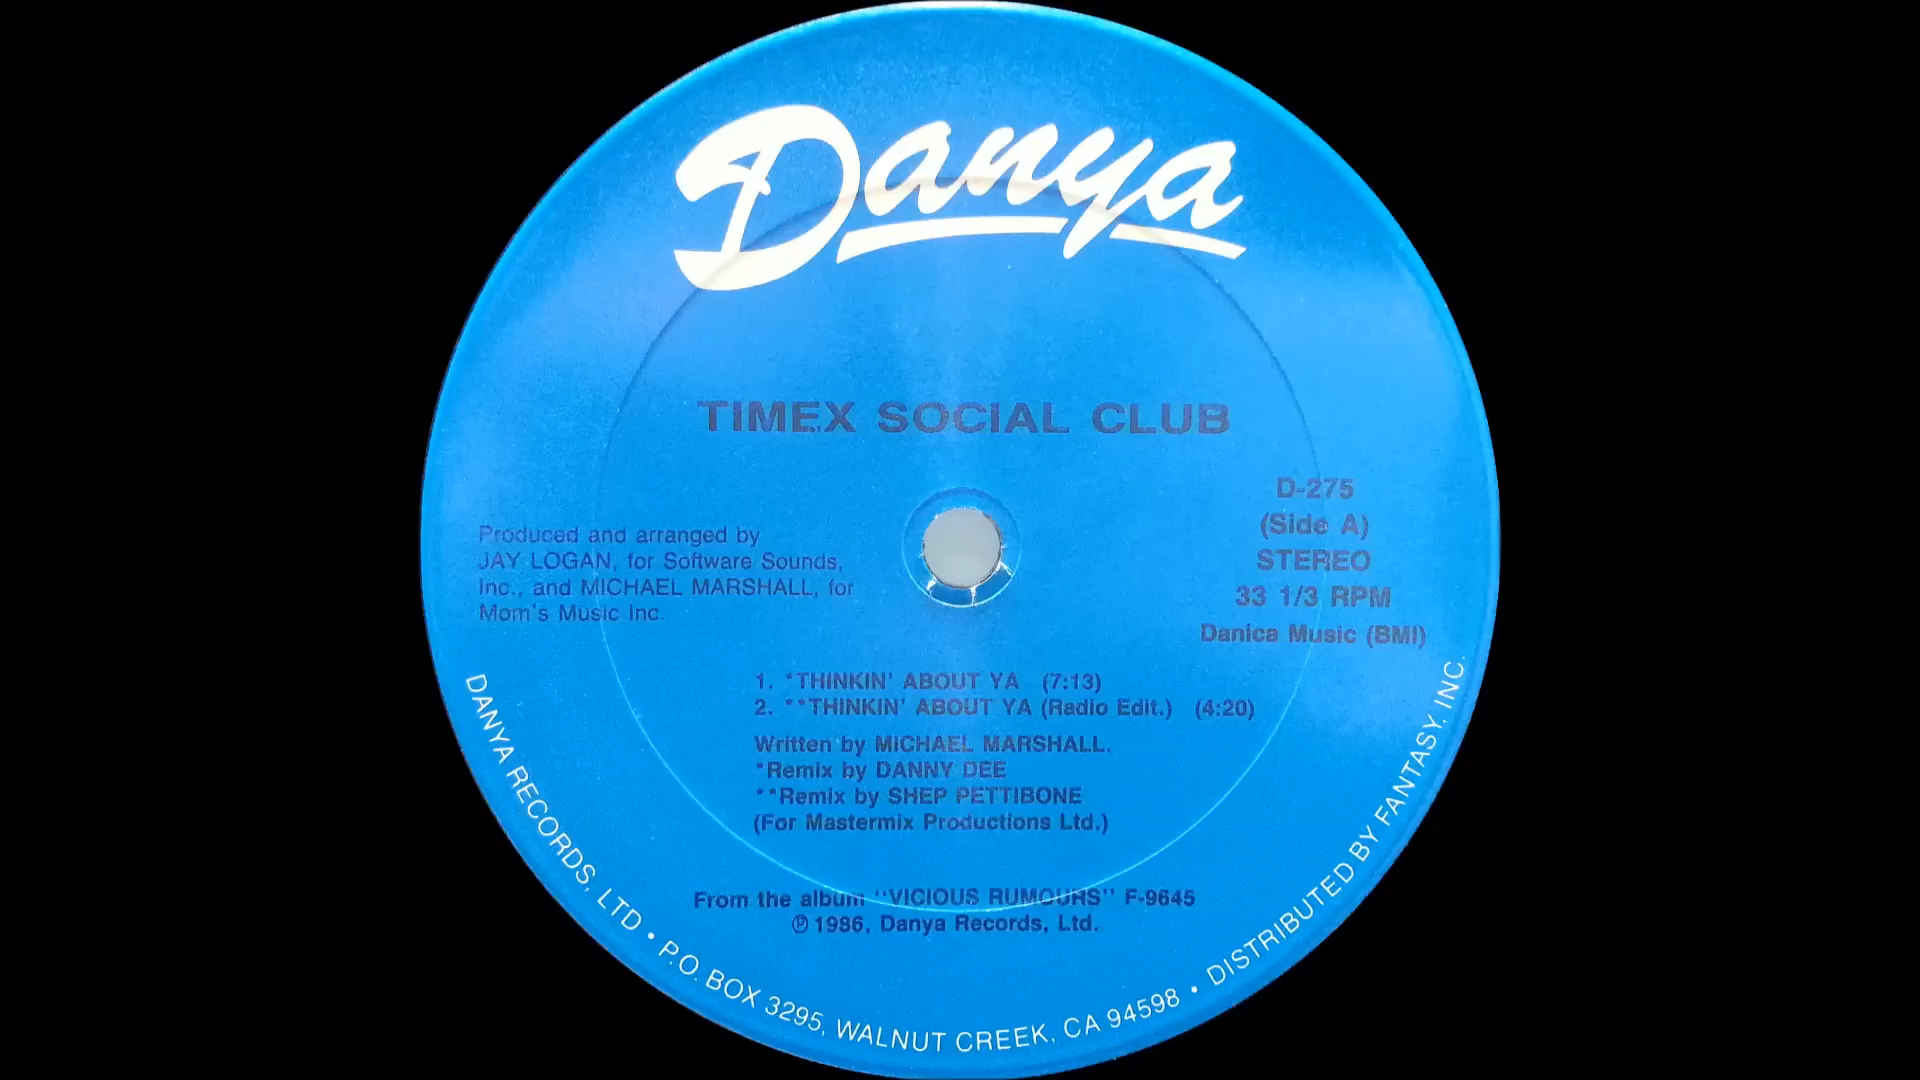 Danya
TIMEX SOCIAL CLUB
D-275
(Side A)
STEREO
33 1/3 RPM
Danica Music (BMI)
Produced and arranged by
JAY LOGAN, for Software Sounds,
Inc., and MICHAEL MARSHALL, for
Mom's Music Inc.
1. *THINKIN' ABOUT YA (7:13)
2. **THINKIN' ABOUT YA (Radio Edit.) (4:20)
Written by MICHAEL MARSHALL.
*Remix by DANNY DEE
**Remix by SHEP PETTIBONE
(For Mastermix Productions Ltd.)
From the album "VICIOUS RUMOURS" F-9645
℗ 1986, Danya Records, Ltd.
DANYA RECORDS, LTD • P.O. BOX 3295, WALNUT CREEK, CA 94598 • DISTRIBUTED BY FANTASY, INC.